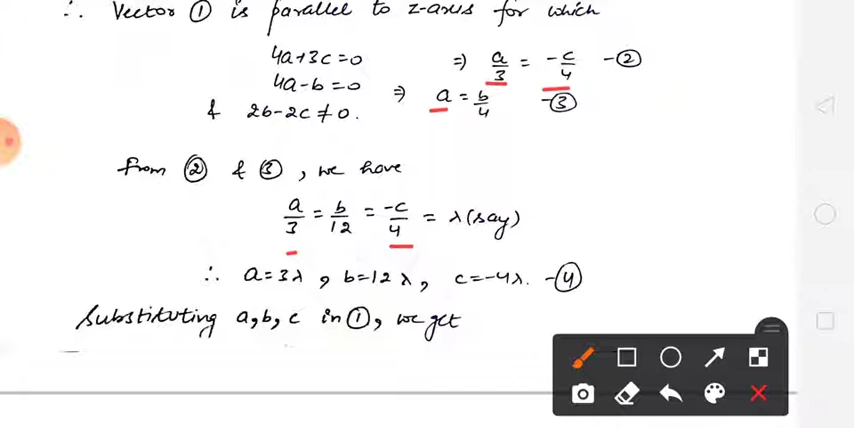 ∴ Vector ① is parallel to z-axis for which
4a+3c=0 ⇒ a/3 = -c/4 -②
4a-b=0 ⇒ a = b/4 -③
& 2b-2c≠0.
from ② & ③, we have
a/3 = b/12 = -c/4 = λ(say)
∴ a=3λ, b=12λ, c=-4λ. -④
Substituting a,b,c in ①, we get